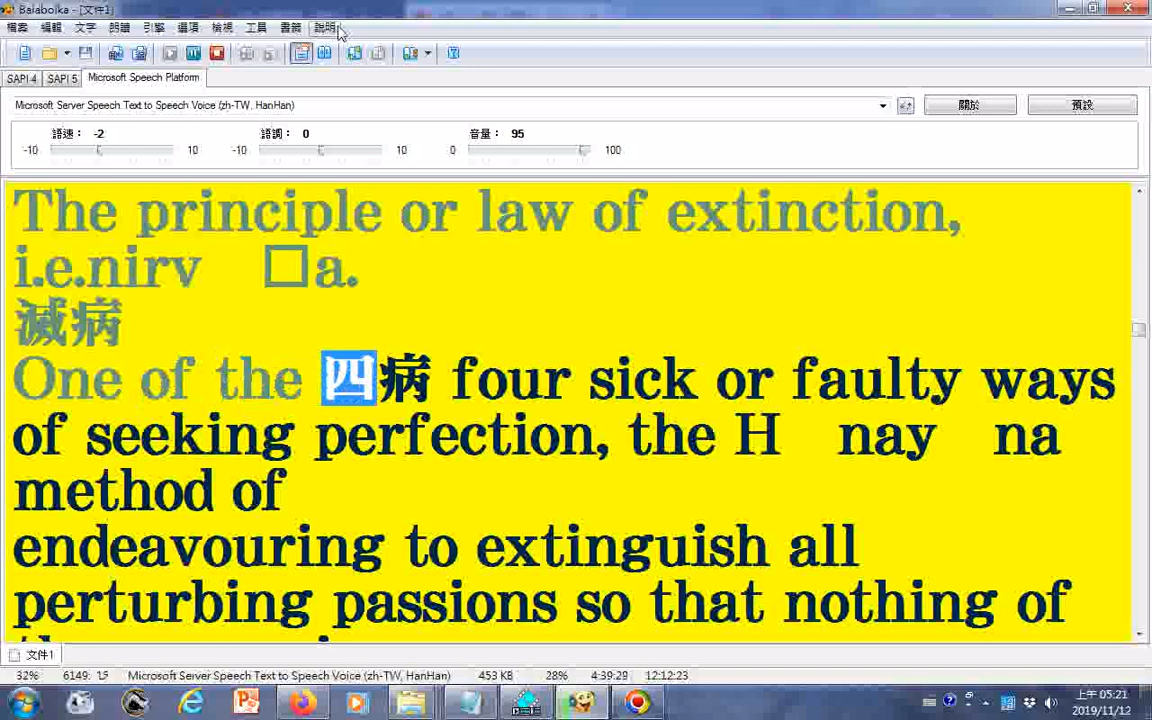 Balabolka - [文件1]
檔案 編輯 文字 朗讀 引擎 選項 檢視 工具 書籤 說明
SAPI 4 SAPI 5 Microsoft Speech Platform
Microsoft Server Speech Text to Speech Voice (zh-TW, HanHan) 關於 預設
語速： -2 語調： 0 音量： 95
-10 10 -10 10 0 100
The principle or law of extinction,
i.e.nirv □a.
滅病
One of the 四病 four sick or faulty ways
of seeking perfection, the H nay na
method of
endeavouring to extinguish all
perturbing passions so that nothing of
文件1
32% 6149: 15 Microsoft Server Speech Text to Speech Voice (zh-TW, HanHan) 453 KB 28% 4:39:29 12:12:23
上午 05:21
2019/11/12